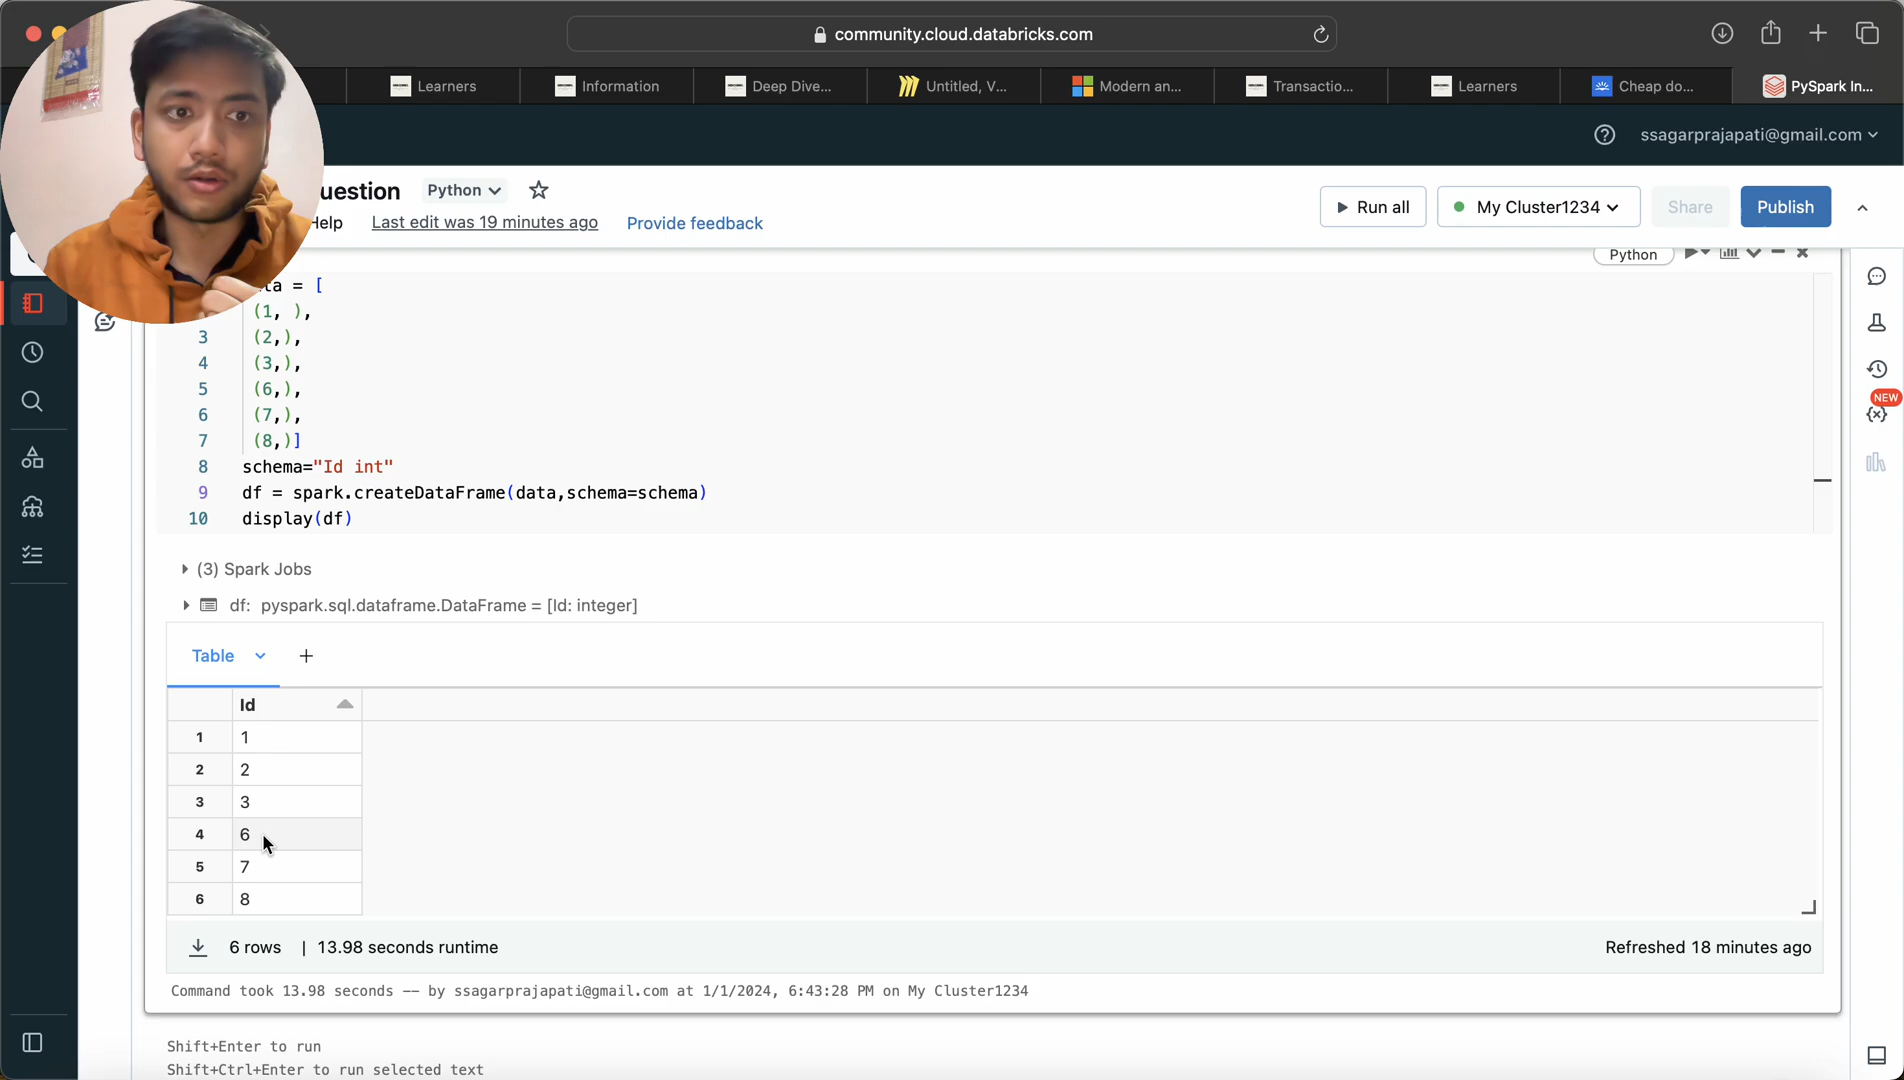 community.cloud.databricks.com
Learners
Information
Deep Dive...
Untitled, V...
Modern an...
Transactio...
Learners
Cheap do...
PySpark In...
ssagarprajapati@gmail.com
uestion
Python
Help
Last edit was 19 minutes ago
Provide feedback
Run all
My Cluster1234
Share
Publish
Python
ta = [
(1, ),
3 (2,),
4 (3,),
5 (6,),
6 (7,),
7 (8,)]
8 schema="Id int"
9 df = spark.createDataFrame(data,schema=schema)
10 display(df)
NEW
(3) Spark Jobs
df: pyspark.sql.dataframe.DataFrame = [Id: integer]
Table +
Id
1 1
2 2
3 3
4 6
5 7
6 8
6 rows | 13.98 seconds runtime
Refreshed 18 minutes ago
Command took 13.98 seconds -- by ssagarprajapati@gmail.com at 1/1/2024, 6:43:28 PM on My Cluster1234
Shift+Enter to run
Shift+Ctrl+Enter to run selected text